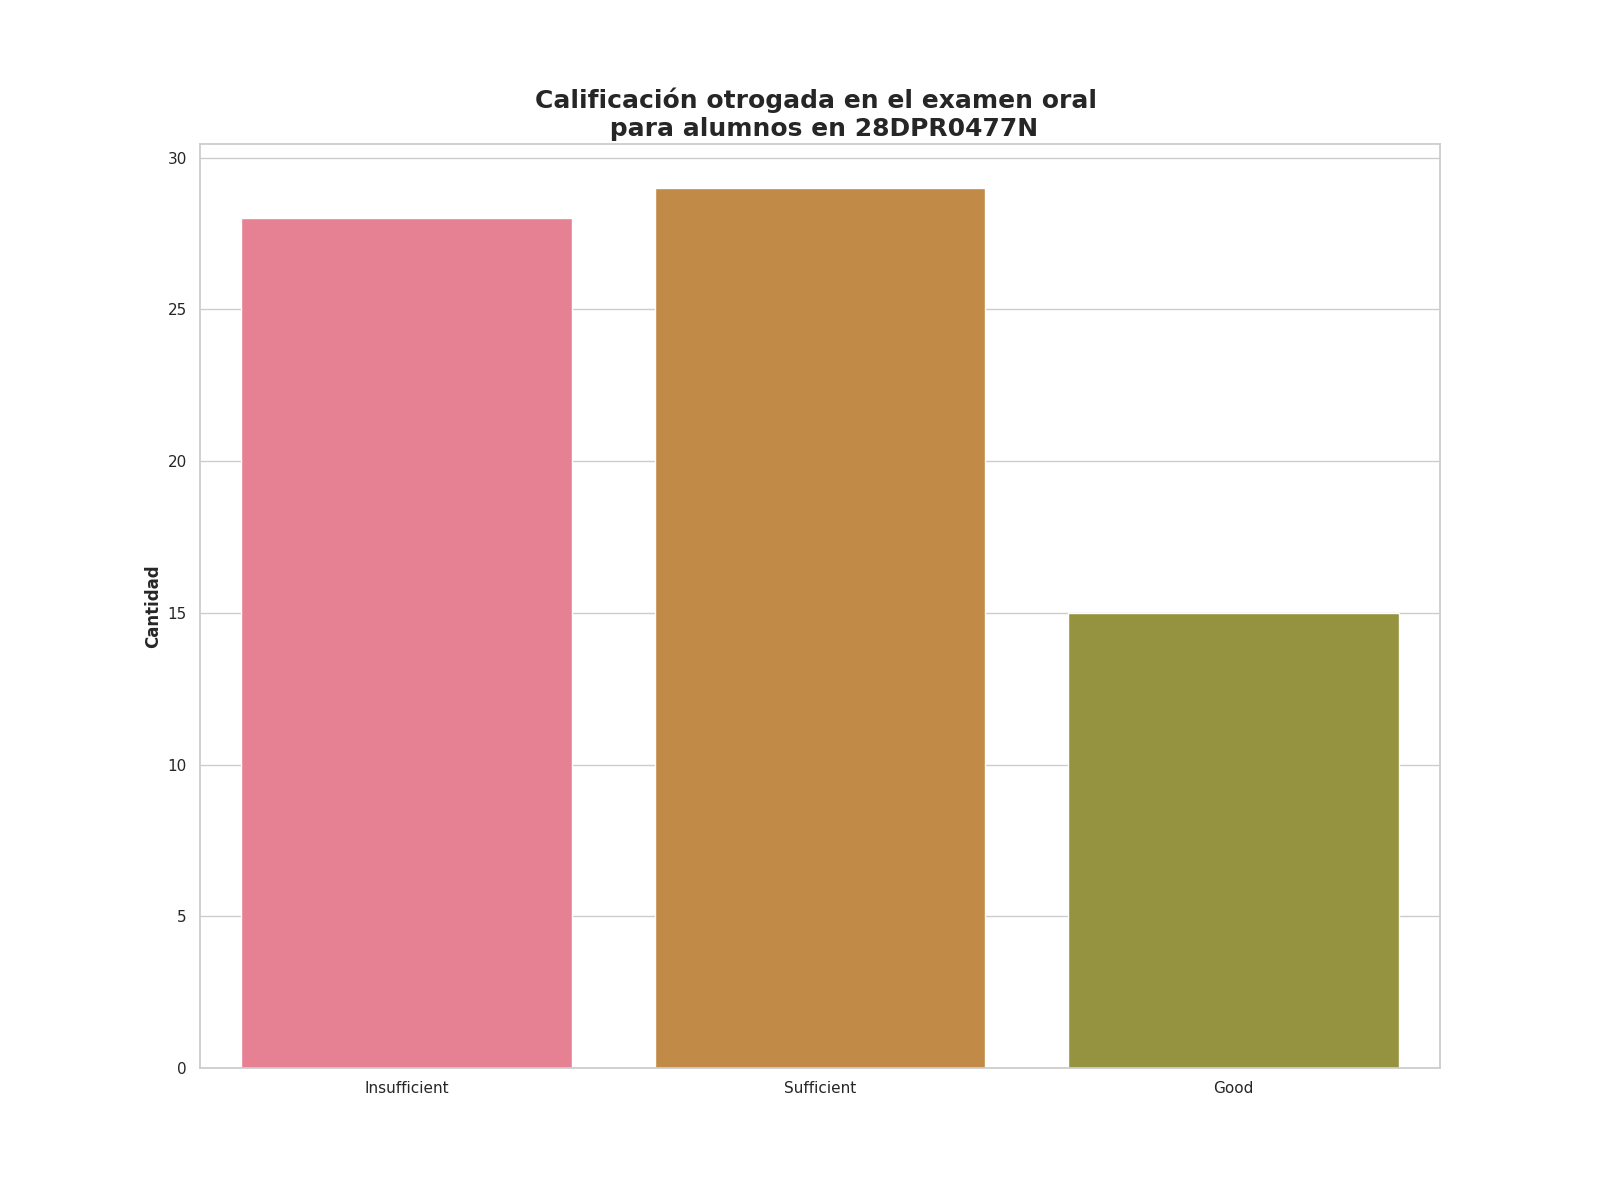 Calificación otrogada en el examen oral
para alumnos en 28DPR0477N
30
25
20
15
10
5
0
Cantidad
Insufficient
Sufficient
Good